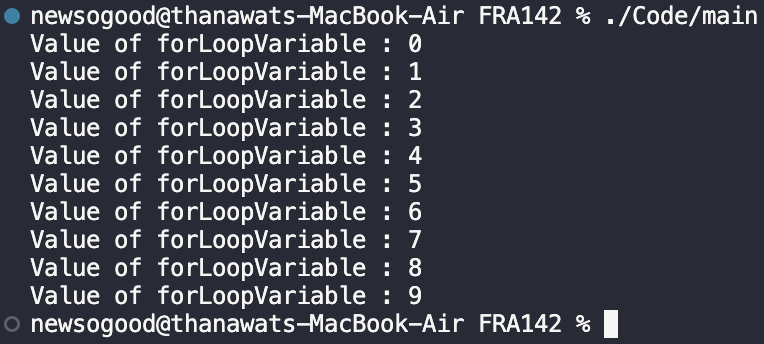 newsogood@thanawats-MacBook-Air FRA142 % ./Code/main
Value of forLoopVariable : 0
Value of forLoopVariable : 1
Value of forLoopVariable : 2
Value of forLoopVariable : 3
Value of forLoopVariable : 4
Value of forLoopVariable : 5
Value of forLoopVariable : 6
Value of forLoopVariable : 7
Value of forLoopVariable : 8
Value of forLoopVariable : 9
newsogood@thanawats-MacBook-Air FRA142 %